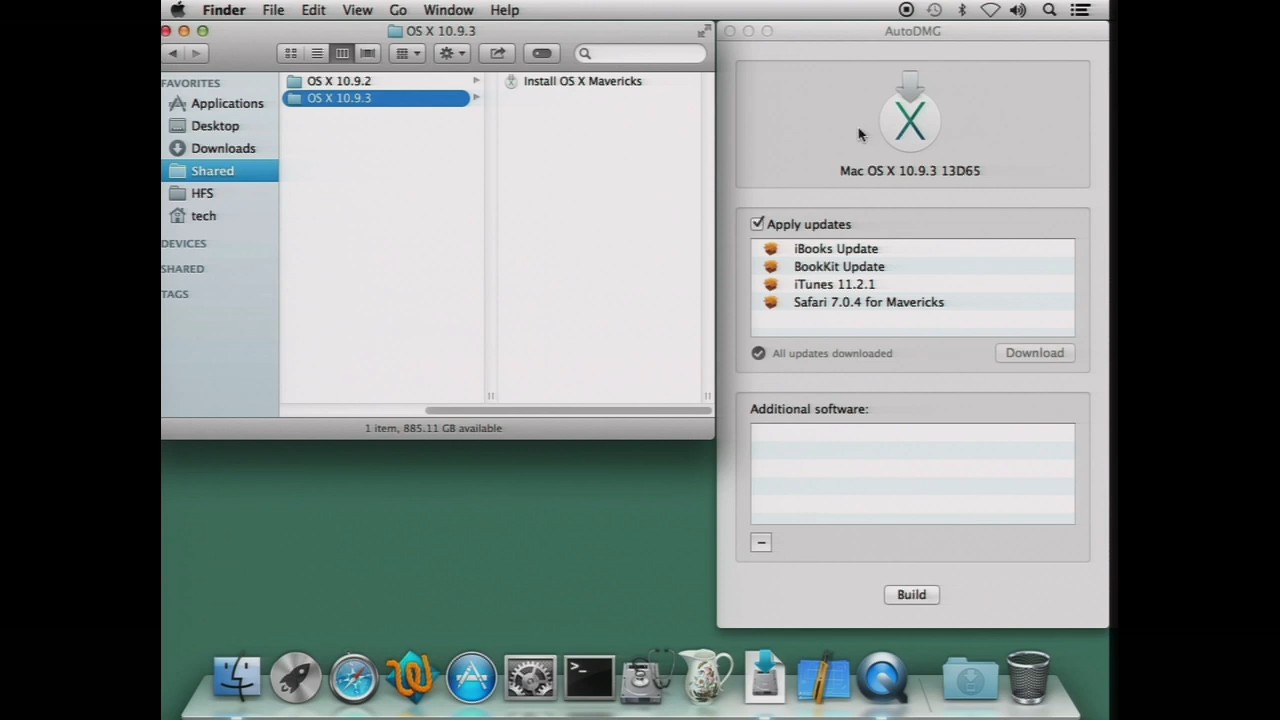 Finder File Edit View Go Window Help
OS X 10.9.3
FAVORITES
Applications
Desktop
Downloads
Shared
HFS
tech
DEVICES
SHARED
TAGS
OS X 10.9.2
OS X 10.9.3
Install OS X Mavericks
1 item, 885.11 GB available
AutoDMG
X
Mac OS X 10.9.3 13D65
Apply updates
iBooks Update
BookKit Update
iTunes 11.2.1
Safari 7.0.4 for Mavericks
All updates downloaded
Download
Additional software:
Build